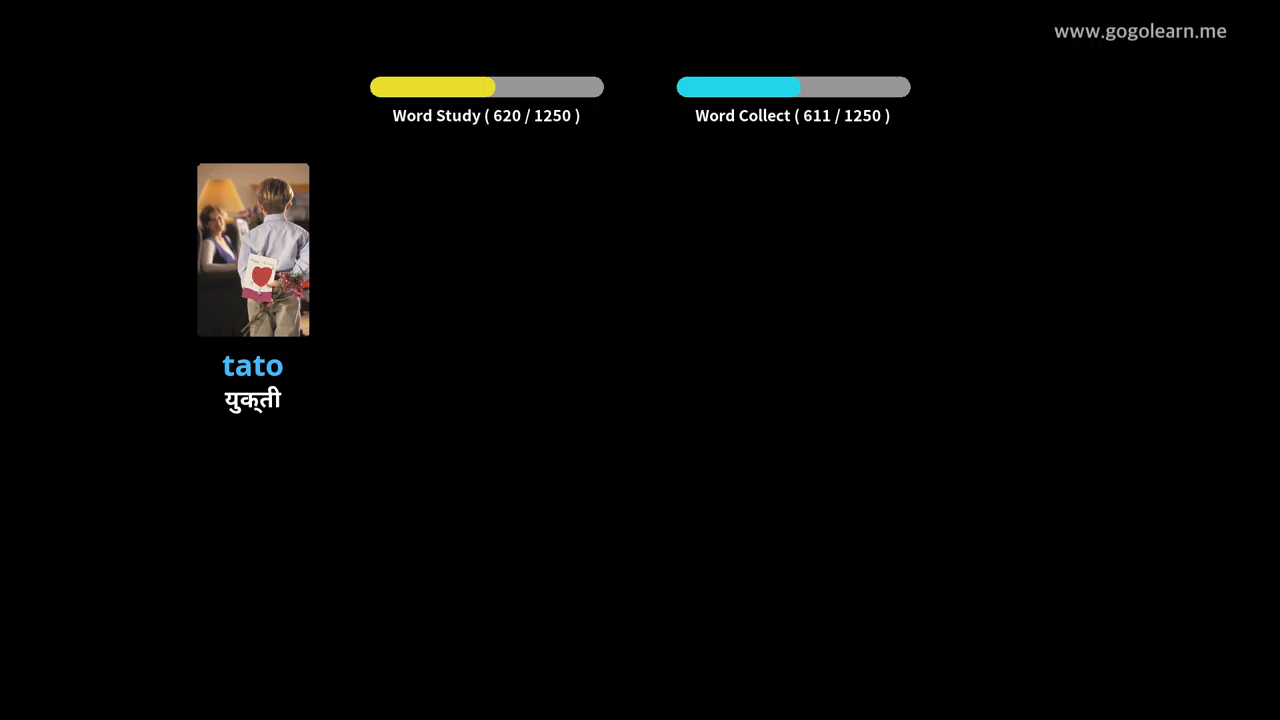 www.gogolearn.me
Word Study ( 620 / 1250 )
Word Collect ( 611 / 1250 )
tato
युक्ती